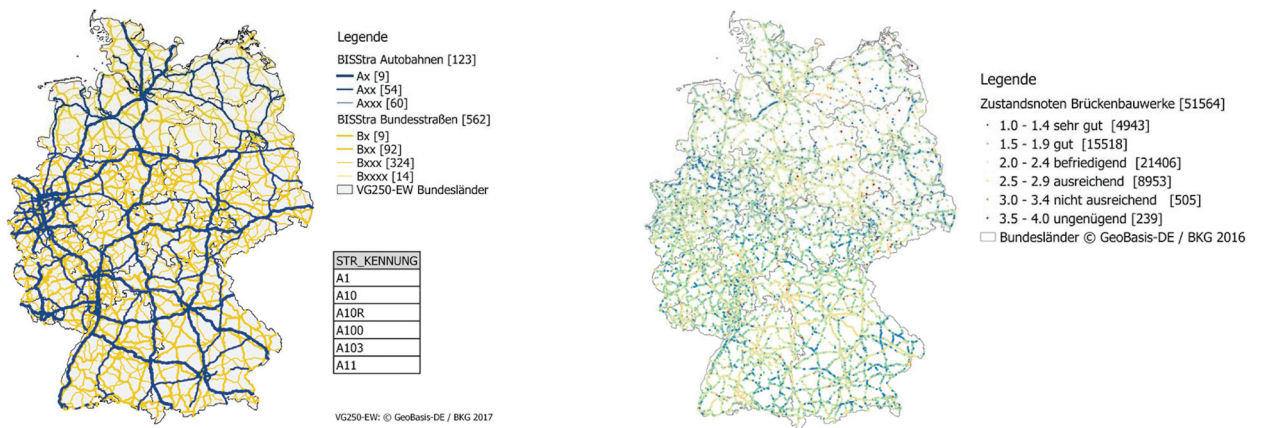 Legende
BISStra Autobahnen [123]
Ax [9]
Axx [54]
Axxx [60]
BISStra Bundesstraßen [562]
Bx [9]
Bxx [92]
Bxxx [324]
Bxxxx [14]
VG250-EW Bundesländer
STR_KENNUNG
A1
A10
A10R
A100
A103
A11
VG250-EW: © GeoBasis-DE / BKG 2017
Legende
Zustandsnoten Brückenbauwerke [51564]
1.0 - 1.4 sehr gut [4943]
1.5 - 1.9 gut [15518]
2.0 - 2.4 befriedigend [21406]
2.5 - 2.9 ausreichend [8953]
3.0 - 3.4 nicht ausreichend [505]
3.5 - 4.0 ungenügend [239]
Bundesländer © GeoBasis-DE / BKG 2016